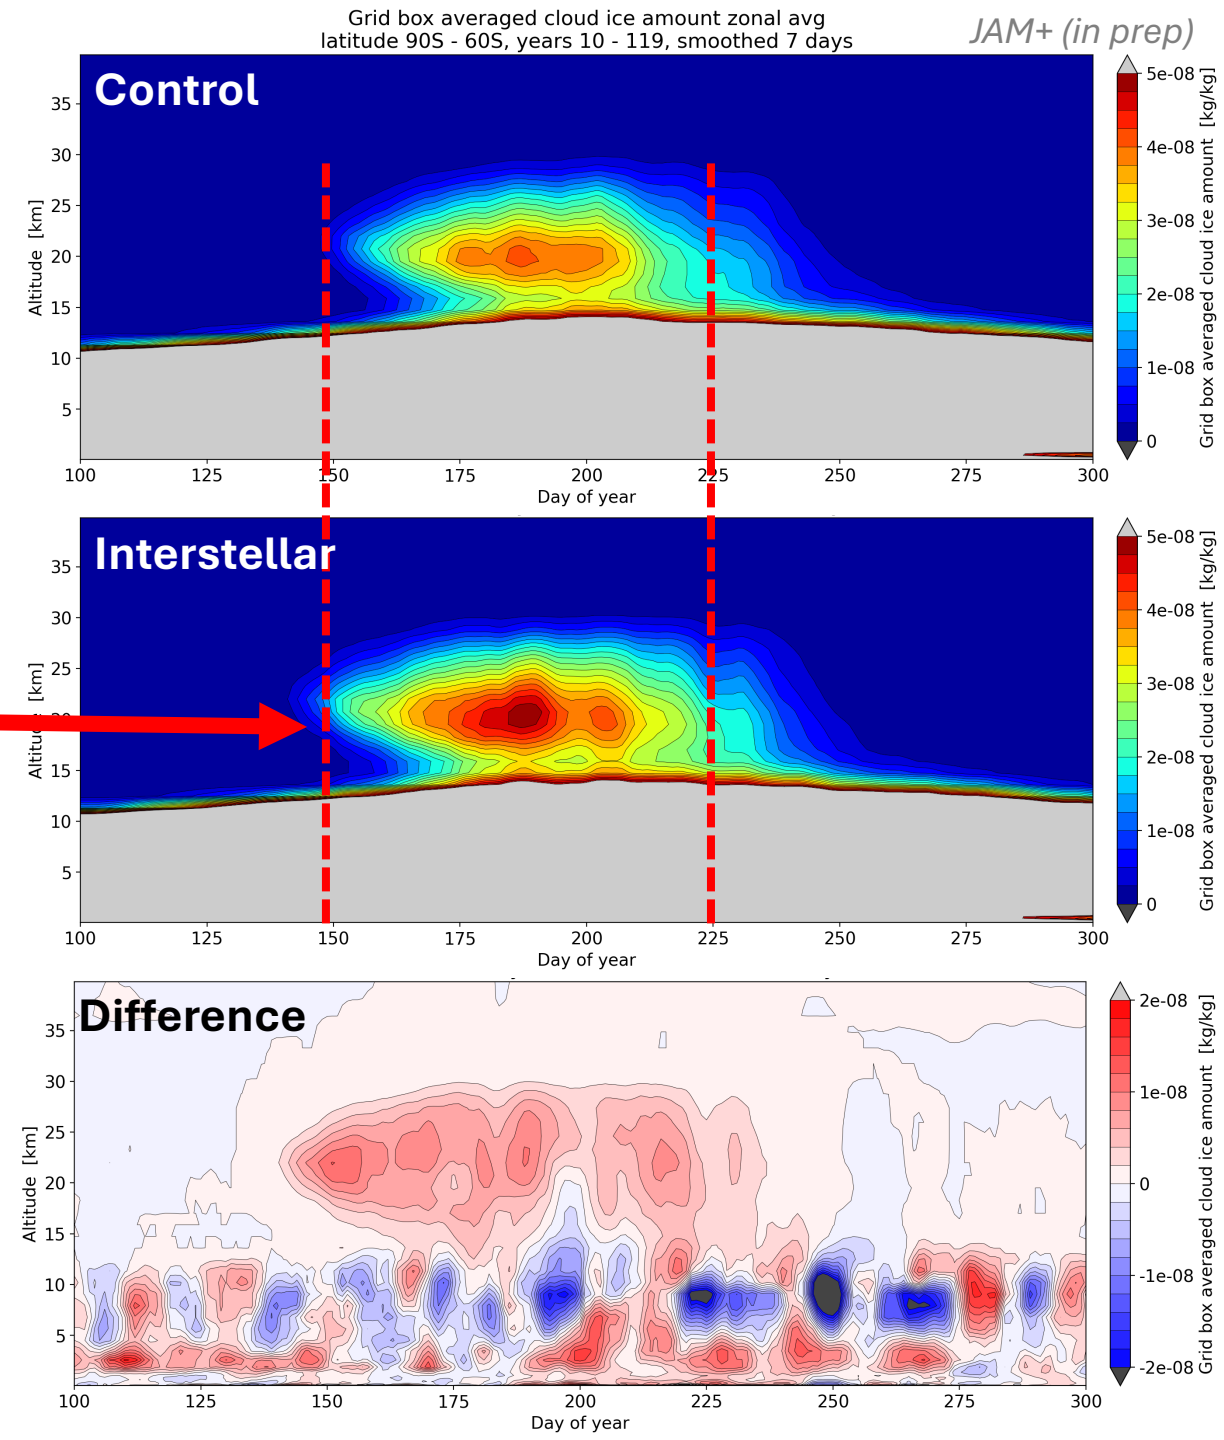 Grid box averaged cloud ice amount zonal avg
latitude 90S - 60S, years 10 - 119, smoothed 7 days
JAM+ (in prep)
Control
35
30
25
20
15
10
5
Altitude [km]
100 125 150 175 200 225 250 275 300
Day of year
5e-08
4e-08
3e-08
2e-08
1e-08
0
Grid box averaged cloud ice amount [kg/kg]
Interstellar
35
30
25
20
15
10
5
Altitude [km]
100 125 150 175 200 225 250 275 300
Day of year
5e-08
4e-08
3e-08
2e-08
1e-08
0
Grid box averaged cloud ice amount [kg/kg]
Difference
35
30
25
20
15
10
5
Altitude [km]
100 125 150 175 200 225 250 275 300
Day of year
2e-08
1e-08
0
-1e-08
-2e-08
Grid box averaged cloud ice amount [kg/kg]